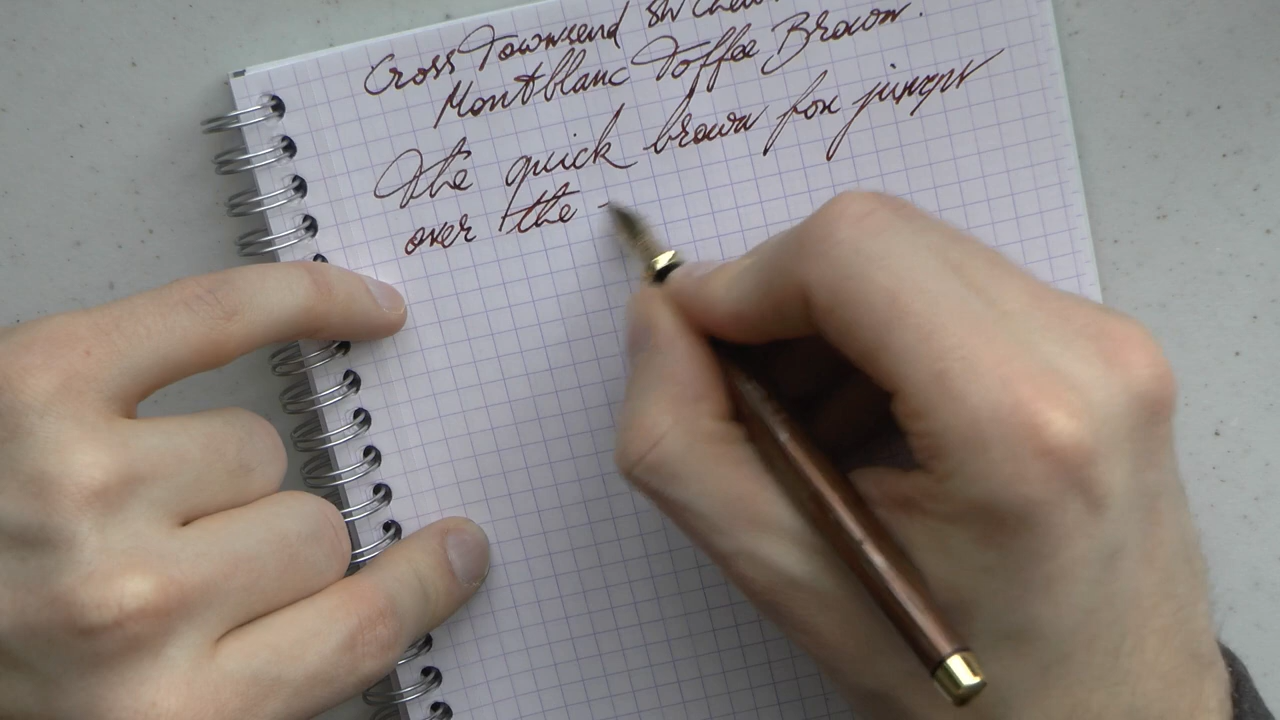 Cross Townsend
Montblanc Toffee Brown.
The quick brown fox jumps
over the